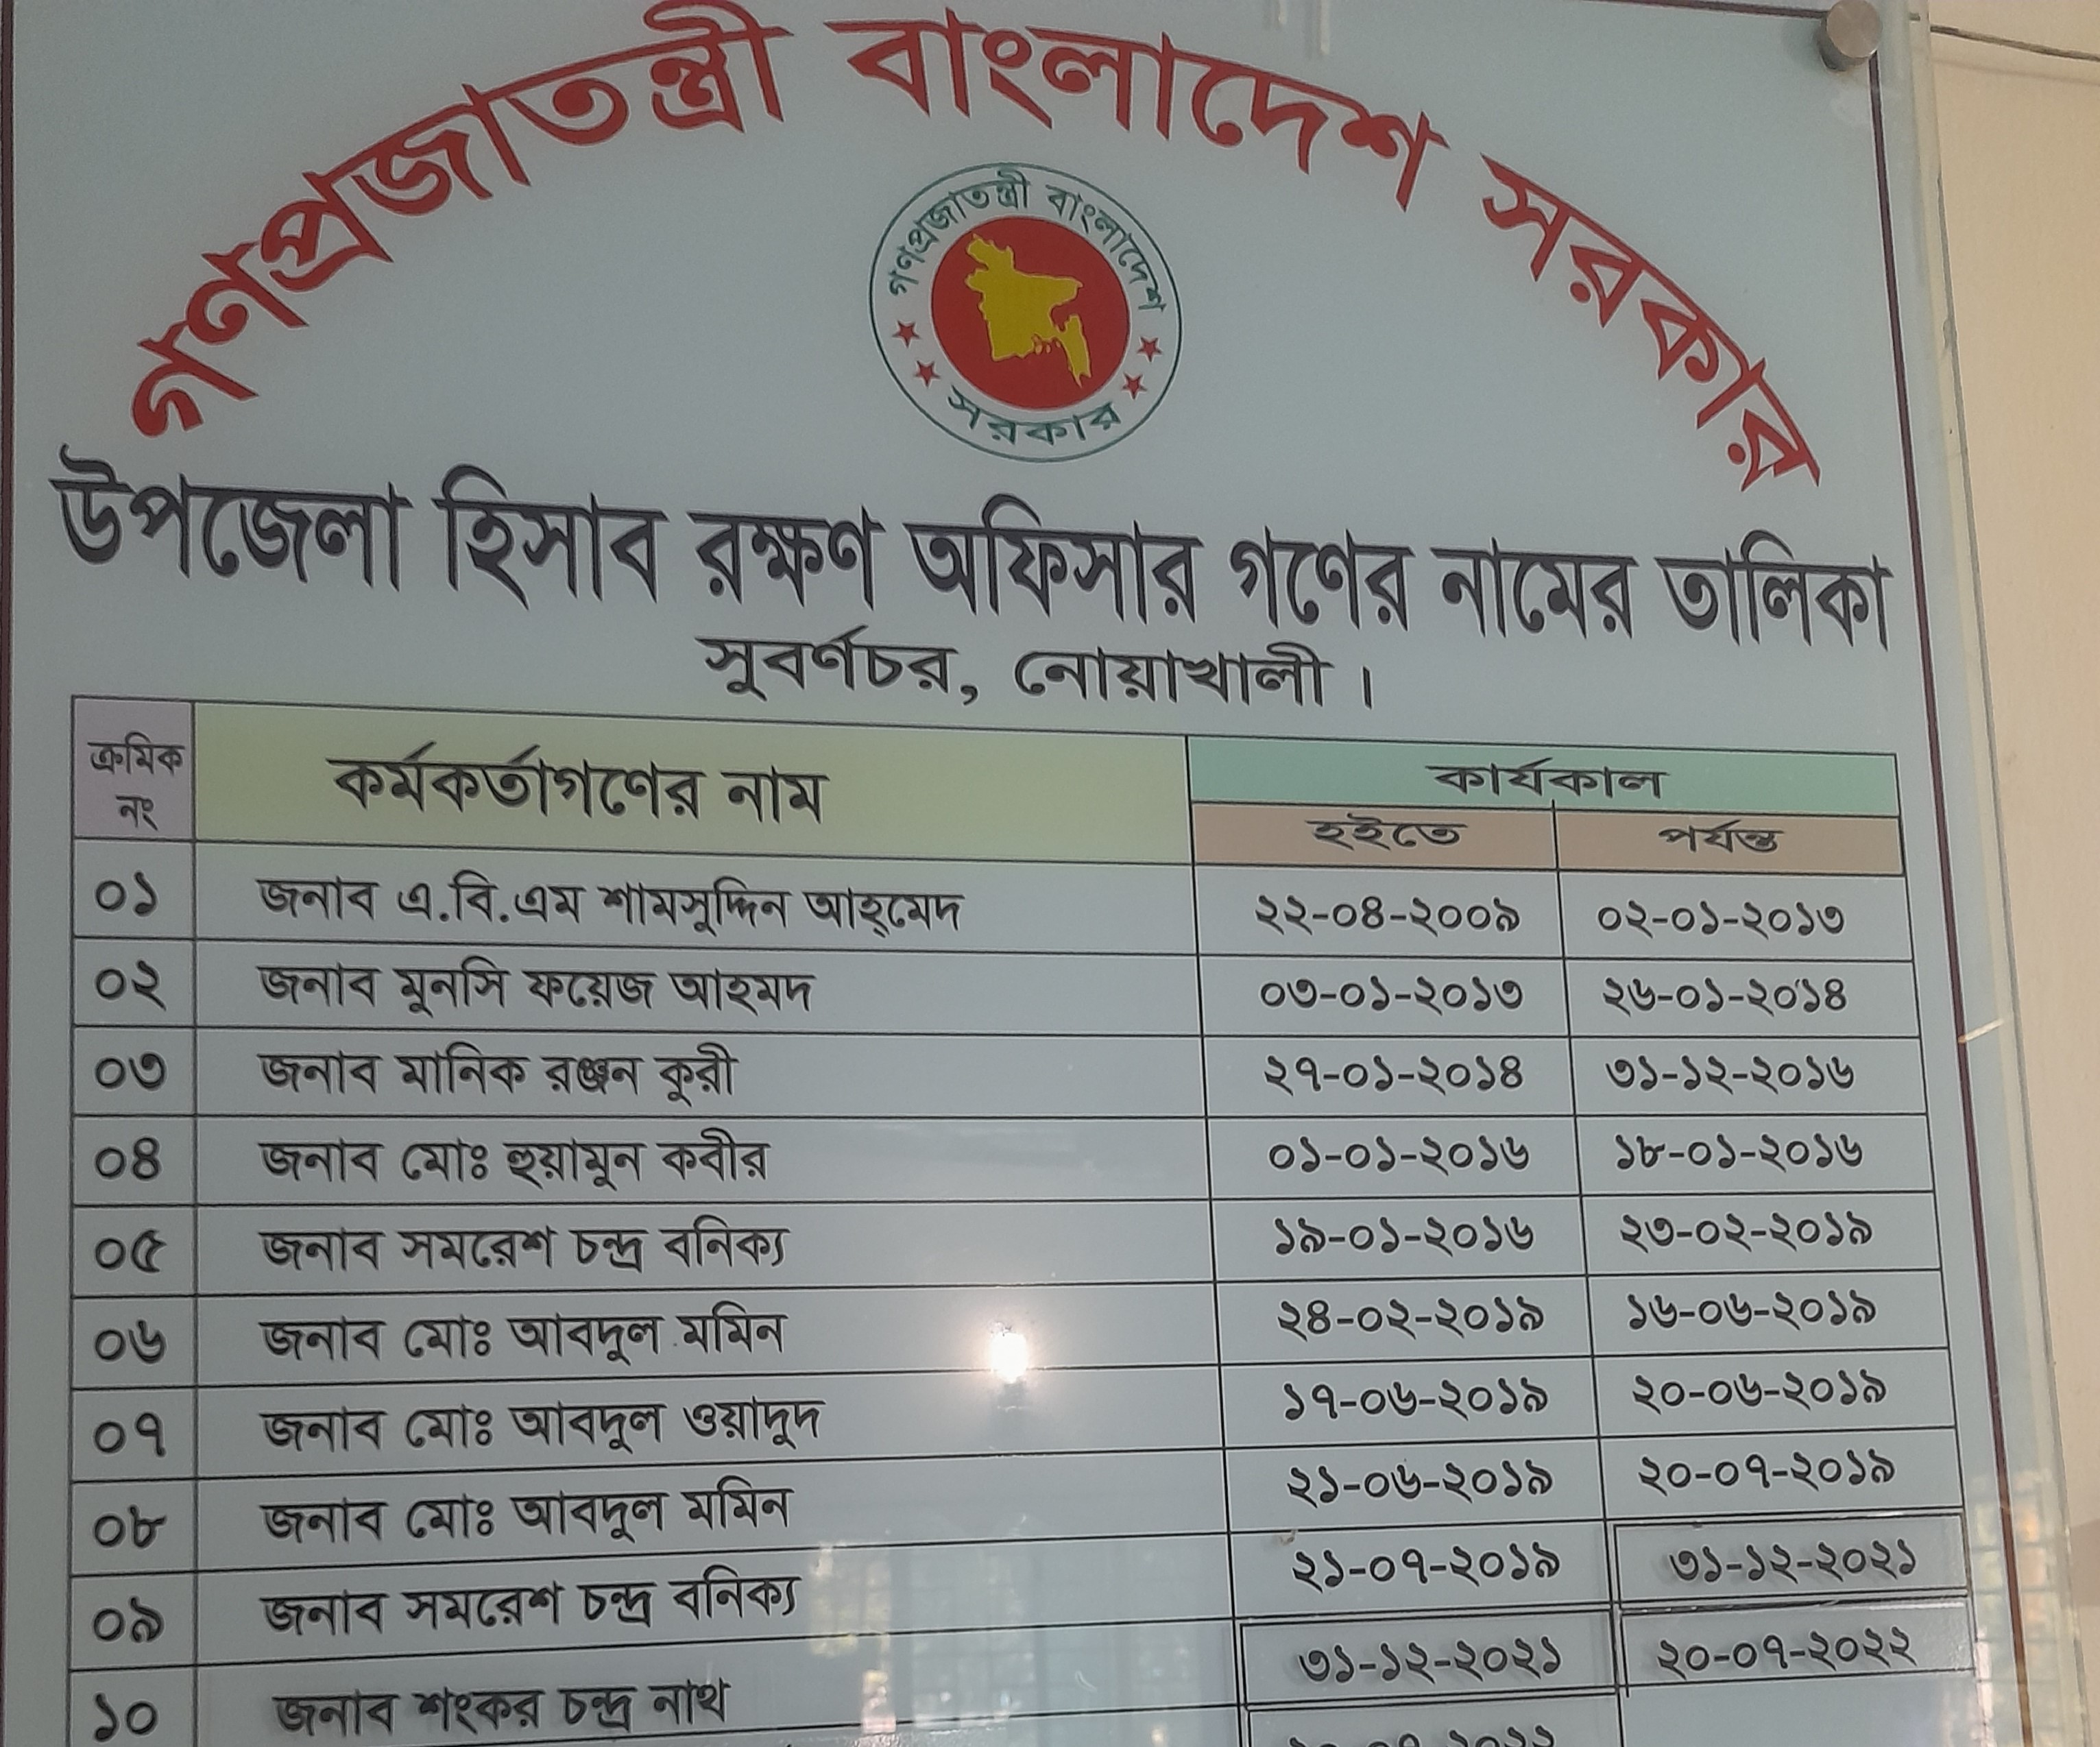 গণপ্রজাতন্ত্রী বাংলাদেশ সরকার
গণপ্রজাতন্ত্রী বাংলাদেশ
সরকার
উপজেলা হিসাব রক্ষণ অফিসার গণের নামের তালিকা
সুবর্ণচর, নোয়াখালী।
ক্রমিক নং কর্মকর্তাগণের নাম কার্যকাল
হইতে পর্যন্ত
০১ জনাব এ.বি.এম শামসুদ্দিন আহ্‌মেদ ২২-০৪-২০০৯ ০২-০১-২০১৩
০২ জনাব মুনসি ফয়েজ আহমদ ০৩-০১-২০১৩ ২৬-০১-২০১৪
০৩ জনাব মানিক রঞ্জন কুরী ২৭-০১-২০১৪ ৩১-১২-২০১৬
০৪ জনাব মোঃ হুয়ামুন কবীর ০১-০১-২০১৬ ১৮-০১-২০১৬
০৫ জনাব সমরেশ চন্দ্র বনিক্য ১৯-০১-২০১৬ ২৩-০২-২০১৯
০৬ জনাব মোঃ আবদুল মমিন ২৪-০২-২০১৯ ১৬-০৬-২০১৯
০৭ জনাব মোঃ আবদুল ওয়াদুদ ১৭-০৬-২০১৯ ২০-০৬-২০১৯
০৮ জনাব মোঃ আবদুল মমিন ২১-০৬-২০১৯ ২০-০৭-২০১৯
০৯ জনাব সমরেশ চন্দ্র বনিক্য ২১-০৭-২০১৯ ৩১-১২-২০২১
১০ জনাব শংকর চন্দ্র নাথ ৩১-১২-২০২১ ২০-০৭-২০২২